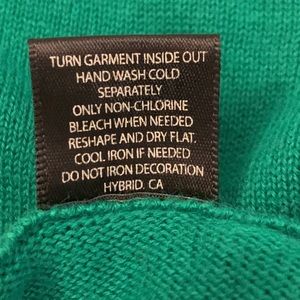 TURN GARMENT INSIDE OUT
HAND WASH COLD
SEPARATELY
ONLY NON-CHLORINE
BLEACH WHEN NEEDED
RESHAPE AND DRY FLAT,
COOL IRON IF NEEDED
DO NOT IRON DECORATION
HYBRID, CA